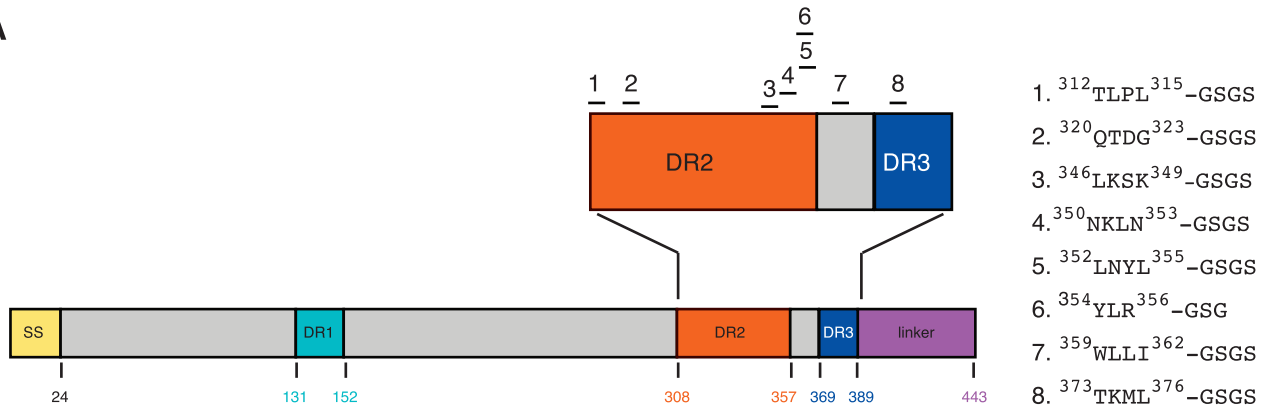 A
6
5
1 2 3 4 7 8
DR2 DR3
SS DR1 DR2 DR3 linker
24 131 152 308 357 369 389 443
1. 312TLPL315-GSGS
2. 320QTDG323-GSGS
3. 346LKSK349-GSGS
4. 350NKLN353-GSGS
5. 352LNYL355-GSGS
6. 354YLR356-GSG
7. 359WLLI362-GSGS
8. 373TKML376-GSGS